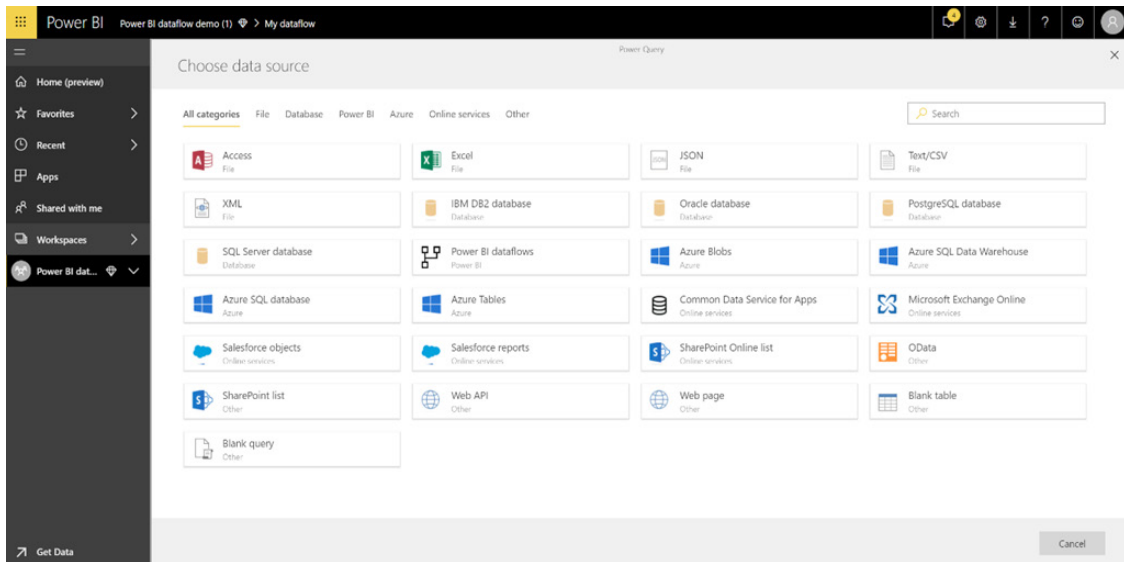 Power BI Power BI dataflow demo (1) > My dataflow 4 ?
Power Query
Choose data source
Home (preview)
Favorites
Recent
Apps
Shared with me
Workspaces
Power BI dat...
Get Data
All categories File Database Power BI Azure Online services Other Search
Access Excel JSON Text/CSV
File File File File
XML IBM DB2 database Oracle database PostgreSQL database
File Database Database Database
SQL Server database Power BI dataflows Azure Blobs Azure SQL Data Warehouse
Database Power BI Azure Azure
Azure SQL database Azure Tables Common Data Service for Apps Microsoft Exchange Online
Azure Azure Online services Online services
Salesforce objects Salesforce reports SharePoint Online list OData
Online services Online services Online services Other
SharePoint list Web API Web page Blank table
Other Other Other Other
Blank query
Other
Cancel